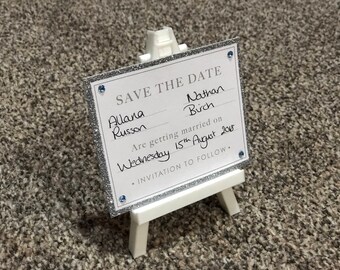 SAVE THE DATE
Allana Nathan
Russon Birch
Are getting married on
Wednesday 15th August 2018
• INVITATION TO FOLLOW •